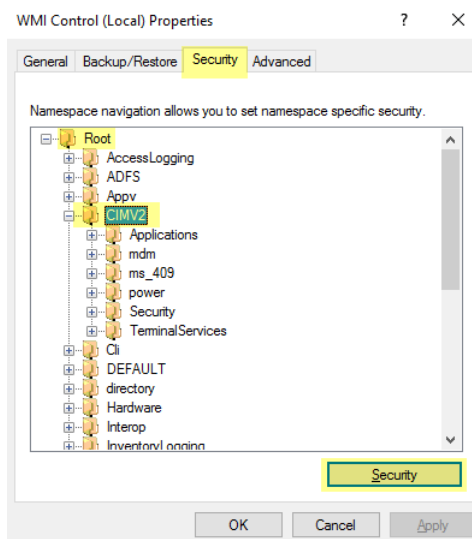 WMI Control (Local) Properties ? ×
General Backup/Restore Security Advanced
Namespace navigation allows you to set namespace specific security.
Root
AccessLogging
ADFS
Appv
CIMV2
Applications
mdm
ms_409
power
Security
TerminalServices
Cli
DEFAULT
directory
Hardware
Interop
InventoryLogging
Security
OK Cancel Apply